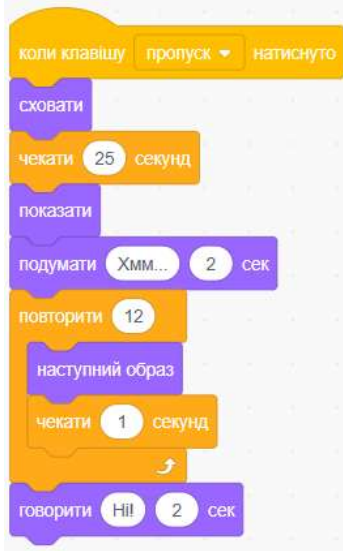 коли клавішу пропуск натиснуто
сховати
чекати 25 секунд
показати
подумати Хмм... 2 сек
повторити 12
наступний образ
чекати 1 секунд
говорити Hi! 2 сек